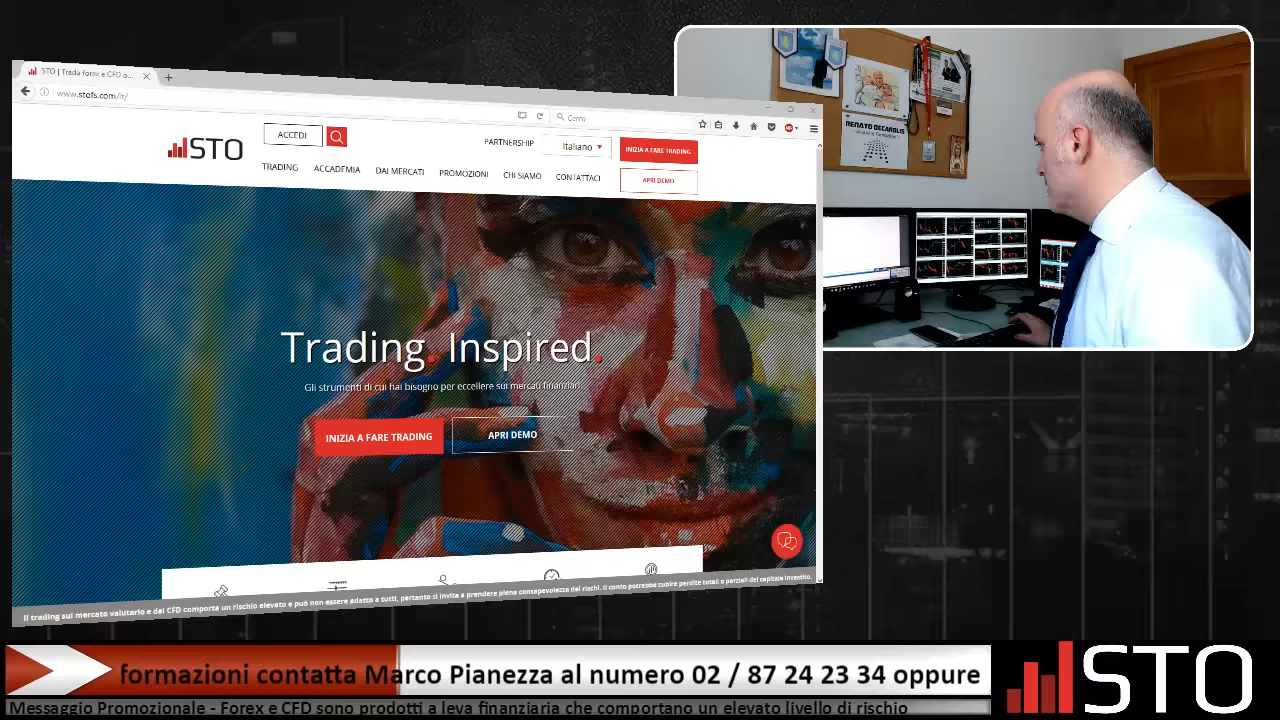 STO | Trada forex e CFD o...
www.stofs.com/it/
Cerca
STO
ACCEDI
PARTNERSHIP
Italiano
INIZIA A FARE TRADING
TRADING
ACCADEMIA
DAI MERCATI
PROMOZIONI
CHI SIAMO
CONTATTACI
APRI DEMO
Trading. Inspired.
Gli strumenti di cui hai bisogno per eccellere sui mercati finanziari.
INIZIA A FARE TRADING
APRI DEMO
Il trading sul mercato valutario e dei CFD comporta un rischio elevato e può non essere adatto a tutti, pertanto si invita a prendere piena consapevolezza dei rischi. Il conto potrebbe subire perdite totali o parziali del capitale investito.
RENATO DECAROLIS
formazioni contatta Marco Pianezza al numero 02 / 87 24 23 34 oppure
Messaggio Promozionale - Forex e CFD sono prodotti a leva finanziaria che comportano un elevato livello di rischio
STO